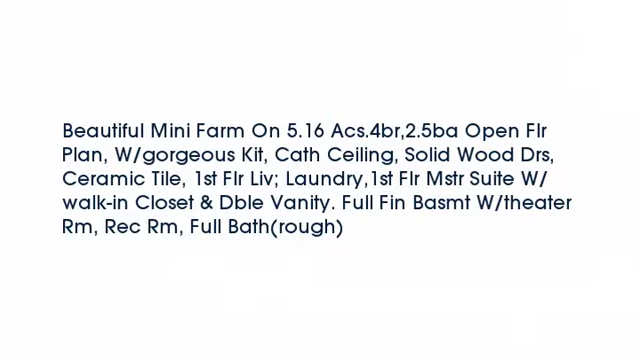 Beautiful Mini Farm On 5.16 Acs.4br,2.5ba Open Flr
Plan, W/gorgeous Kit, Cath Ceiling, Solid Wood Drs,
Ceramic Tile, 1st Flr Liv; Laundry,1st Flr Mstr Suite W/
walk-in Closet & Dble Vanity. Full Fin Basmt W/theater
Rm, Rec Rm, Full Bath(rough)